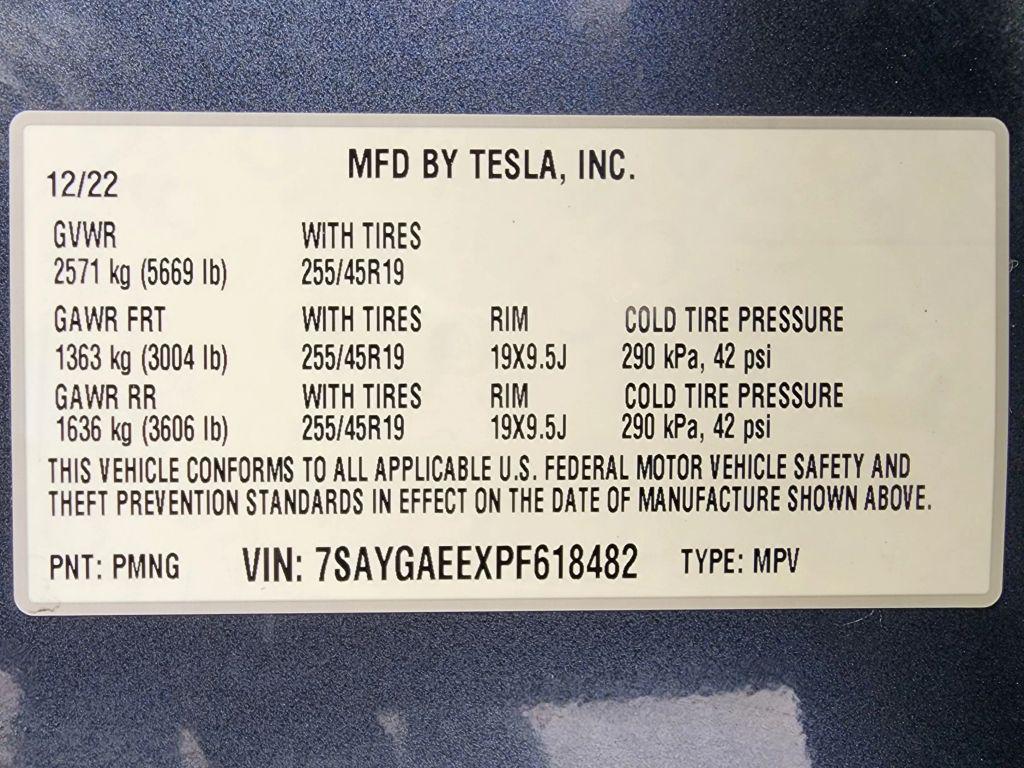 MFD BY TESLA, INC.
12/22
GVWR WITH TIRES
2571 kg (5669 lb) 255/45R19
GAWR FRT WITH TIRES RIM COLD TIRE PRESSURE
1363 kg (3004 lb) 255/45R19 19X9.5J 290 kPa, 42 psi
GAWR RR WITH TIRES RIM COLD TIRE PRESSURE
1636 kg (3606 lb) 255/45R19 19X9.5J 290 kPa, 42 psi
THIS VEHICLE CONFORMS TO ALL APPLICABLE U.S. FEDERAL MOTOR VEHICLE SAFETY AND
THEFT PREVENTION STANDARDS IN EFFECT ON THE DATE OF MANUFACTURE SHOWN ABOVE.
PNT: PMNG VIN: 7SAYGAEEXPF618482 TYPE: MPV